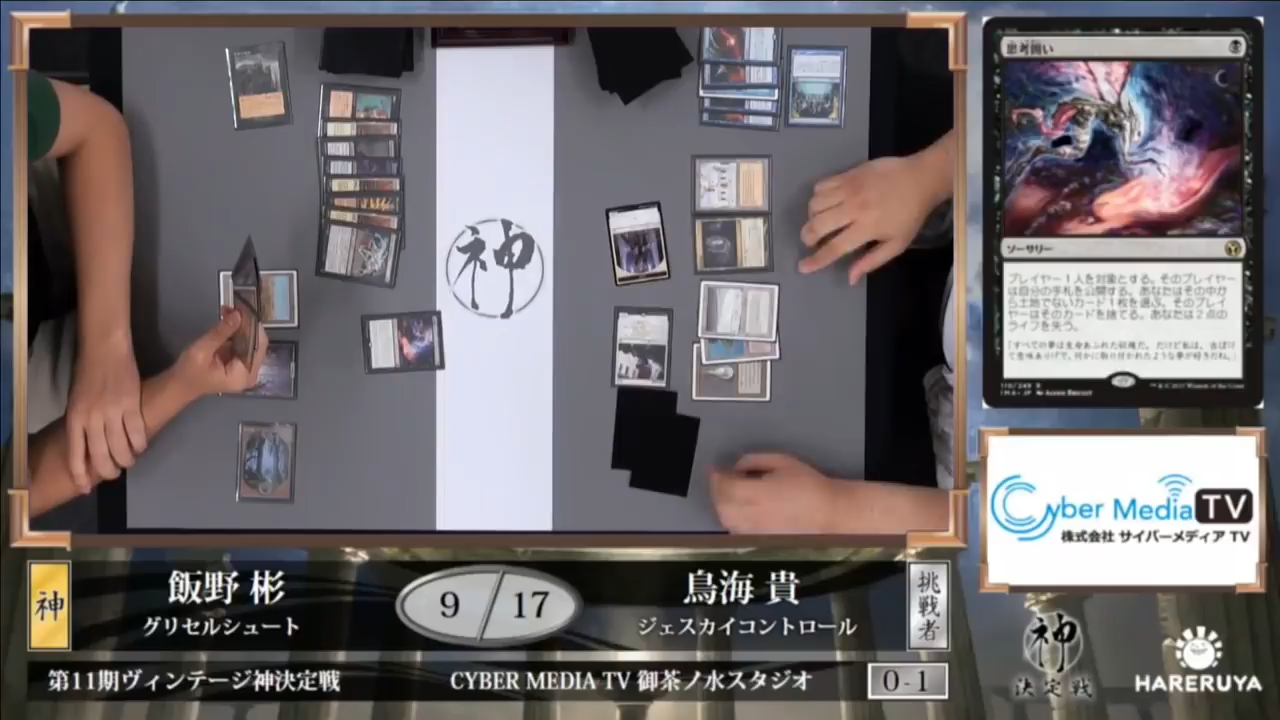 思考囲い
ソーサリー
プレイヤー1人を対象とする。そのプレイヤー
は自分の手札を公開する。あなたはその中か
ら土地でないカード1枚を選ぶ。そのプレイ
ヤーはそのカードを捨てる。あなたは2点の
ライフを失う。
神
Cyber Media TV
株式会社 サイバーメディア TV
神
飯野 彬
グリセルシュート
9 / 17
鳥海 貴
ジェスカイコントロール
挑戦者
第11期ヴィンテージ神決定戦
CYBER MEDIA TV 御茶ノ水スタジオ
0-1
神
決定戦
HARERUYA